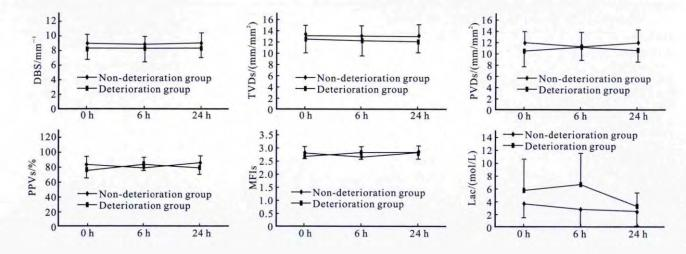 DBS/mm⁻¹
12
10
8
6
4
2
0
Non-deterioration group
Deterioration group
0 h 6 h 24 h
TVDs/(mm/mm²)
16
14
12
10
8
6
4
2
0
Non-deterioration group
Deterioration group
0 h 6 h 24 h
PVDs/(mm/mm²)
16
14
12
10
8
6
4
2
0
Non-deterioration group
Deterioration group
0 h 6 h 24 h
PPVs/%
120
100
80
60
40
20
0
Non-deterioration group
Deterioration group
0 h 6 h 24 h
MFIs
3.5
3.0
2.5
2.0
1.5
1.0
0.5
0
Non-deterioration group
Deterioration group
0 h 6 h 24 h
Lac/(mol/L)
14
12
10
8
6
4
2
0
Non-deterioration group
Deterioration group
0 h 6 h 24 h